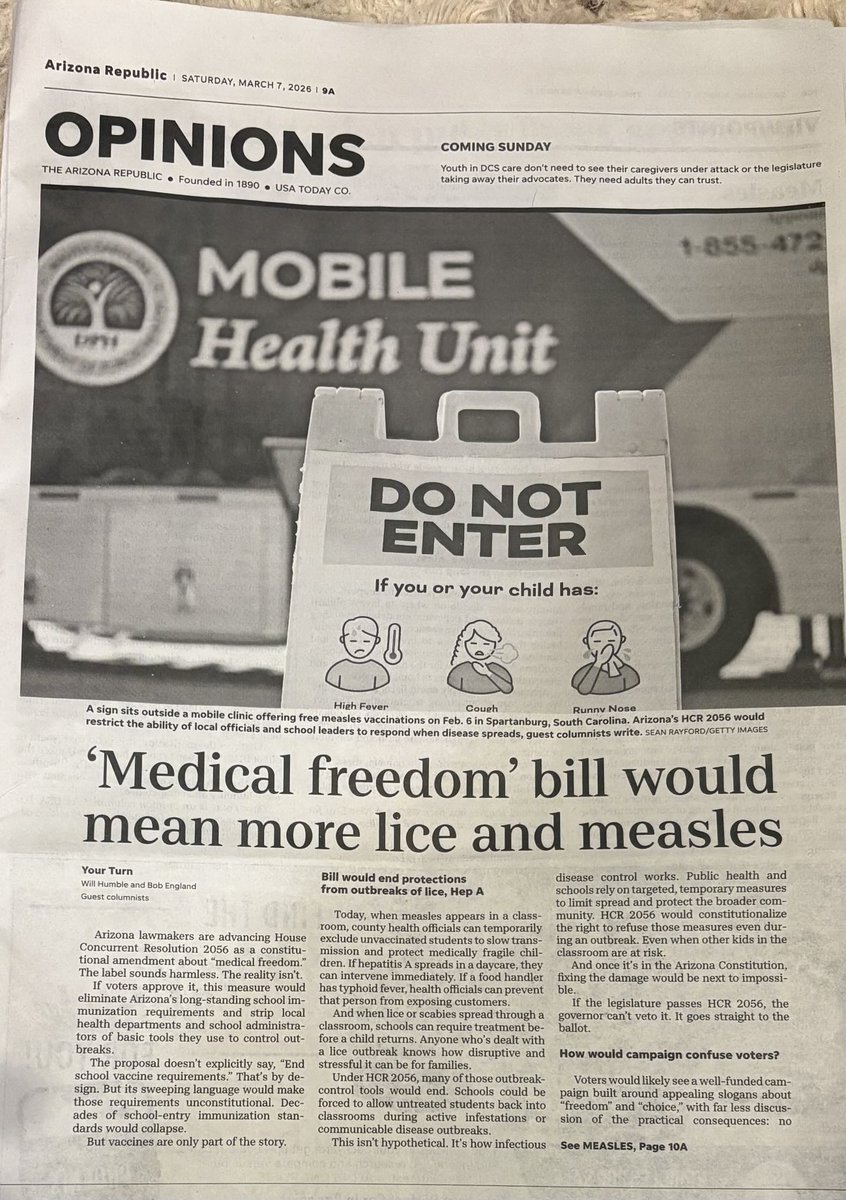 Arizona Republic | SATURDAY, MARCH 7, 2026 | 9A
OPINIONS
THE ARIZONA REPUBLIC • Founded in 1890 • USA TODAY CO.
COMING SUNDAY
Youth in DCS care don't need to see their caregivers under attack or the legislature
taking away their advocates. They need adults they can trust.
1-855-472
MOBILE
Health Unit
DPH
DO NOT
ENTER
If you or your child has:
High Fever
Cough
Runny Nose
A sign sits outside a mobile clinic offering free measles vaccinations on Feb. 6 in Spartanburg, South Carolina. Arizona's HCR 2056 would
restrict the ability of local officials and school leaders to respond when disease spreads, guest columnists write. SEAN RAYFORD/GETTY IMAGES
'Medical freedom' bill would
mean more lice and measles
Your Turn
Will Humble and Bob England
Guest columnists
Arizona lawmakers are advancing House
Concurrent Resolution 2056 as a constitu-
tional amendment about "medical freedom."
The label sounds harmless. The reality isn't.
If voters approve it, this measure would
eliminate Arizona's long-standing school im-
munization requirements and strip local
health departments and school administra-
tors of basic tools they use to control out-
breaks.
The proposal doesn't explicitly say, "End
school vaccine requirements." That's by de-
sign. But its sweeping language would make
those requirements unconstitutional. Dec-
ades of school-entry immunization stan-
dards would collapse.
But vaccines are only part of the story.
Bill would end protections
from outbreaks of lice, Hep A
Today, when measles appears in a class-
room, county health officials can temporarily
exclude unvaccinated students to slow trans-
mission and protect medically fragile chil-
dren. If hepatitis A spreads in a daycare, they
can intervene immediately. If a food handler
has typhoid fever, health officials can prevent
that person from exposing customers.
And when lice or scabies spread through a
classroom, schools can require treatment be-
fore a child returns. Anyone who's dealt with
a lice outbreak knows how disruptive and
stressful it can be for families.
Under HCR 2056, many of those outbreak-
control tools would end. Schools could be
forced to allow untreated students back into
classrooms during active infestations or
communicable disease outbreaks.
This isn't hypothetical. It's how infectious
disease control works. Public health and
schools rely on targeted, temporary measures
to limit spread and protect the broader com-
munity. HCR 2056 would constitutionalize
the right to refuse those measures even dur-
ing an outbreak. Even when other kids in the
classroom are at risk.
And once it's in the Arizona Constitution,
fixing the damage would be next to impossi-
ble.
If the legislature passes HCR 2056, the
governor can't veto it. It goes straight to the
ballot.
How would campaign confuse voters?
Voters would likely see a well-funded cam-
paign built around appealing slogans about
"freedom" and "choice," with far less discus-
sion of the practical consequences: no
See MEASLES, Page 10A